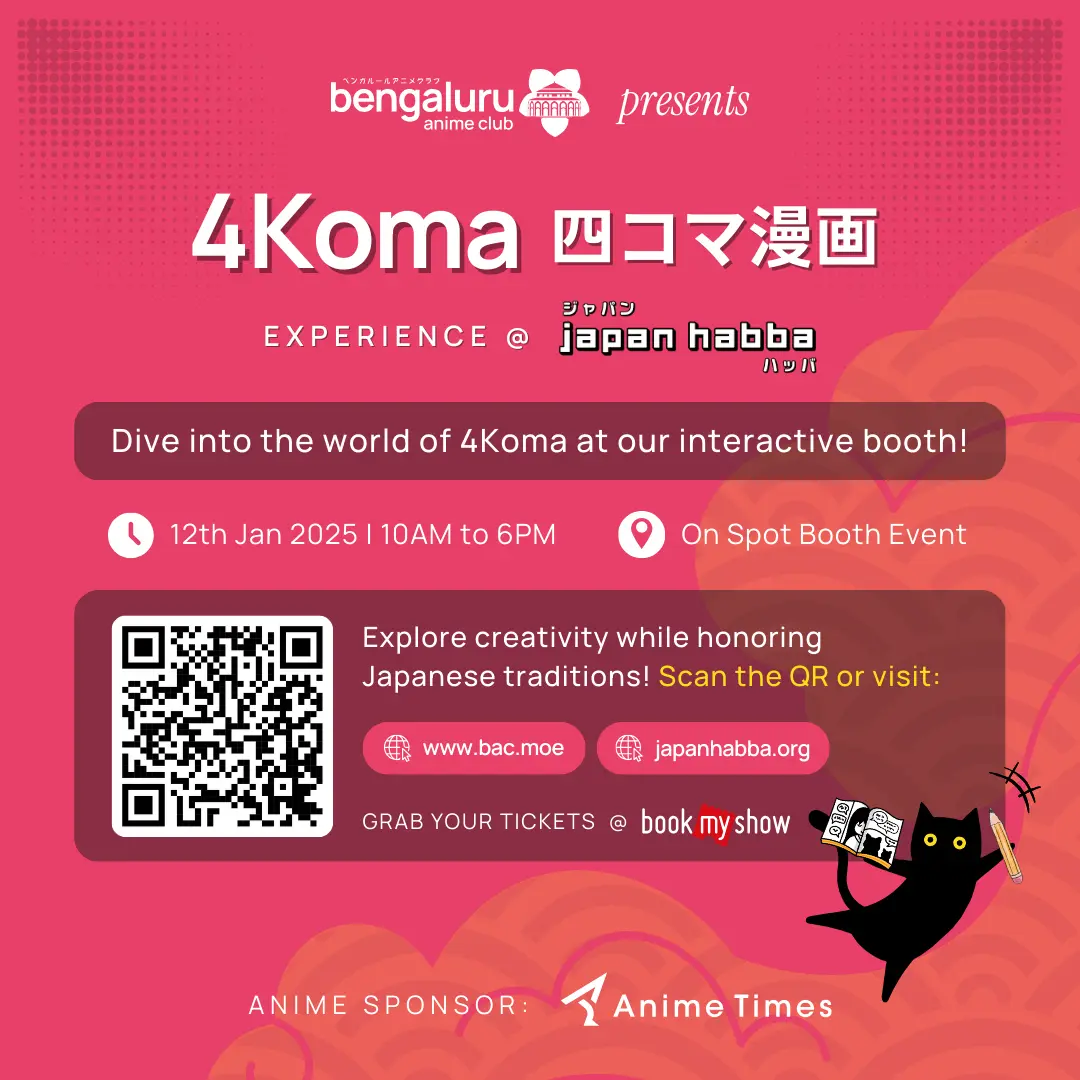 ベンガルールアニメクラブ
bengaluru
anime club
presents
4Koma 四コマ漫画
EXPERIENCE @
ジャパン
japan habba
ハッバ
Dive into the world of 4Koma at our interactive booth!
12th Jan 2025 | 10AM to 6PM
On Spot Booth Event
Explore creativity while honoring
Japanese traditions! Scan the QR or visit:
www.bac.moe
japanhabba.org
GRAB YOUR TICKETS @ book my show
ANIME SPONSOR: Anime Times